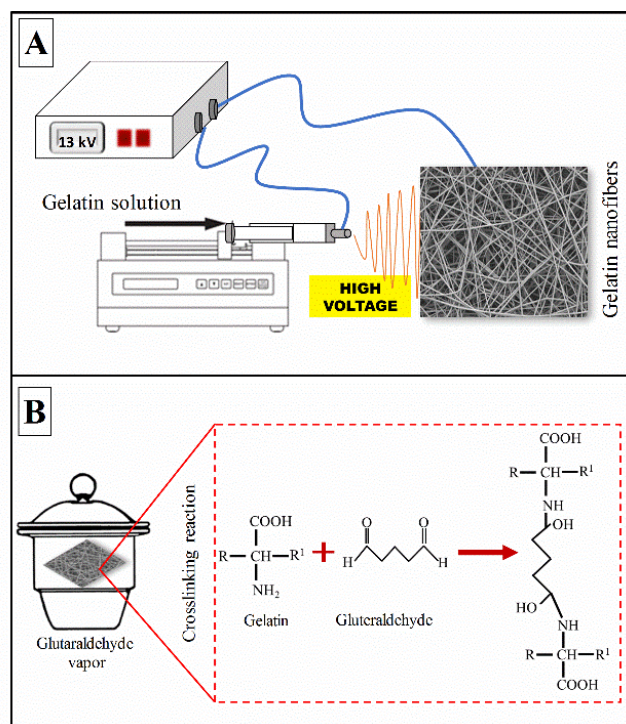 A
13 kV
Gelatin solution
HIGH
VOLTAGE
Gelatin nanofibers
B
Glutaraldehyde
vapor
Crosslinking reaction
COOH
R CH R¹
NH₂
Gelatin
+
O O
H H
Gluteraldehyde
COOH
R CH R¹
NH
OH
HO
NH
R CH R¹
COOH